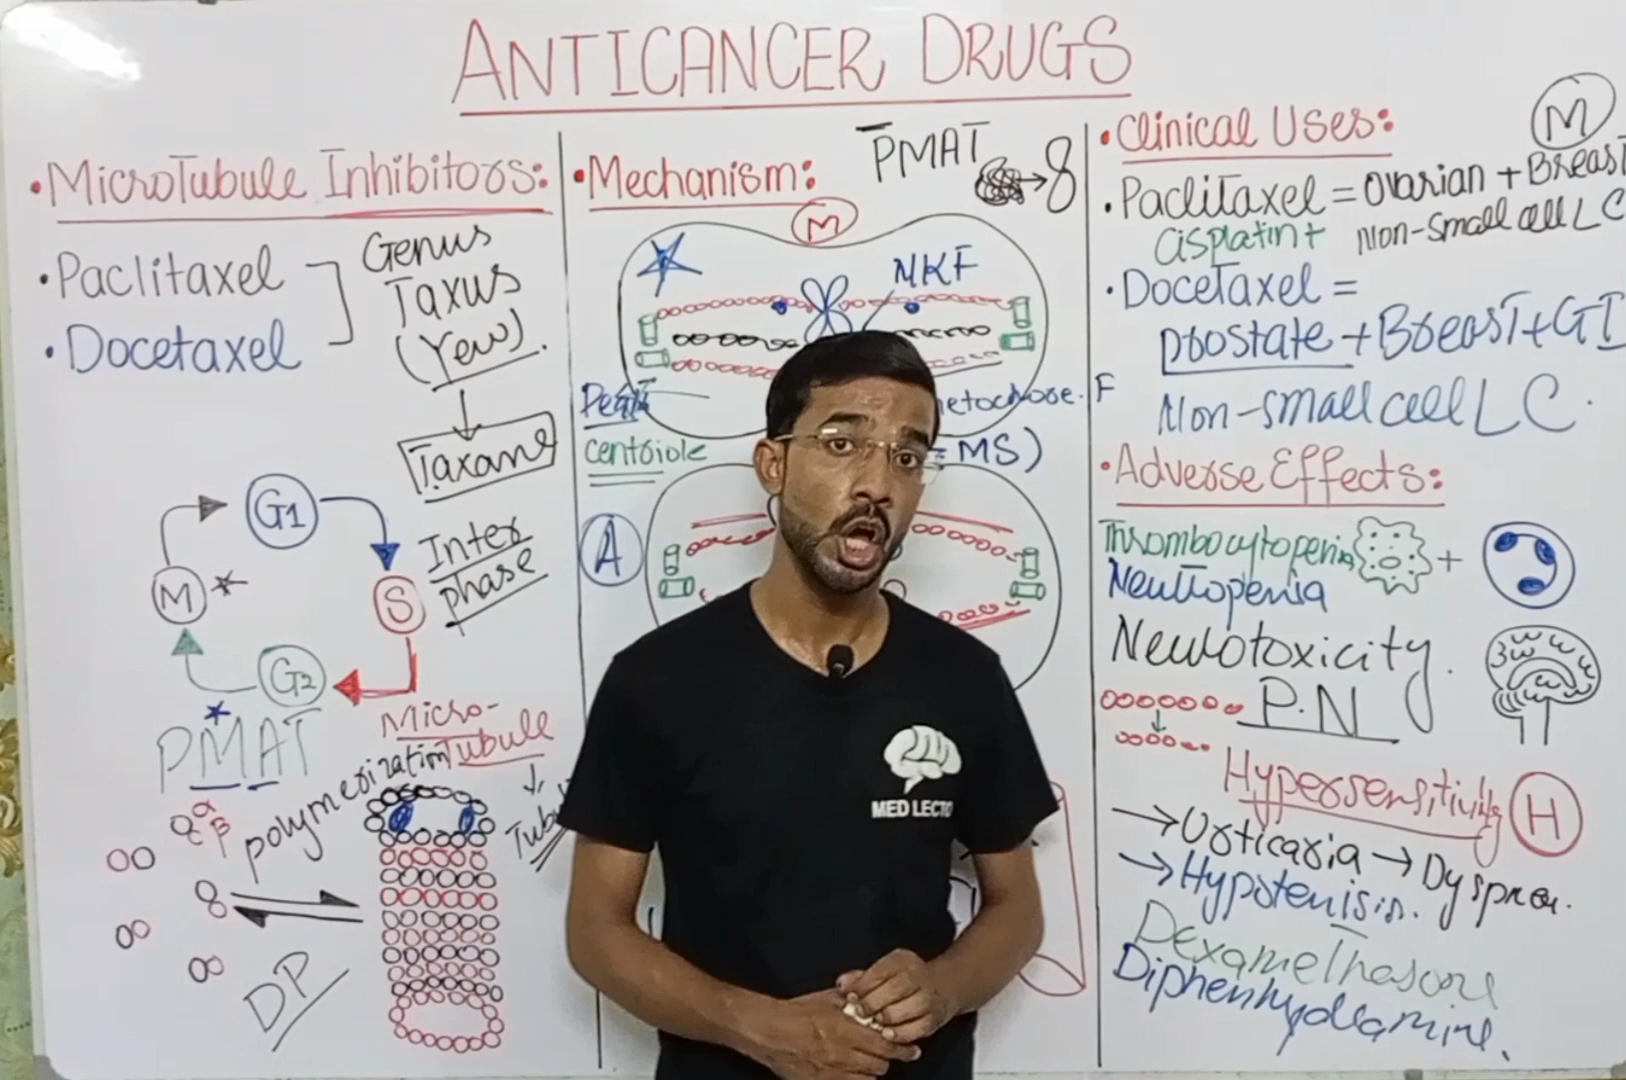 ANTICANCER DRUGS
• MicroTubule Inhibitors:
• Paclitaxel
• Docetaxel
Genus
Taxus
(Yew).
Taxane
G1
S
G2
M
Inter
phase
PMAT
Micro-
Tubule
α
β
polymerization
DP
• Mechanism:
PMAT
8
M
NKF
centriole
= MS)
A
MED LECTO
• Clinical Uses:
M
• Paclitaxel = Ovarian + Breast
Cisplatin + Non-Small cell LC
• Docetaxel =
Prostate + Breast + GI
Non-small cell LC.
• Adverse Effects:
Thrombocytopenia +
Neutropenia
Neurotoxicity.
P.N
Hypersensitivity
H
→ Urticaria → Dyspnea.
→ Hypotension.
Dexamethasone
Diphenhydramine.